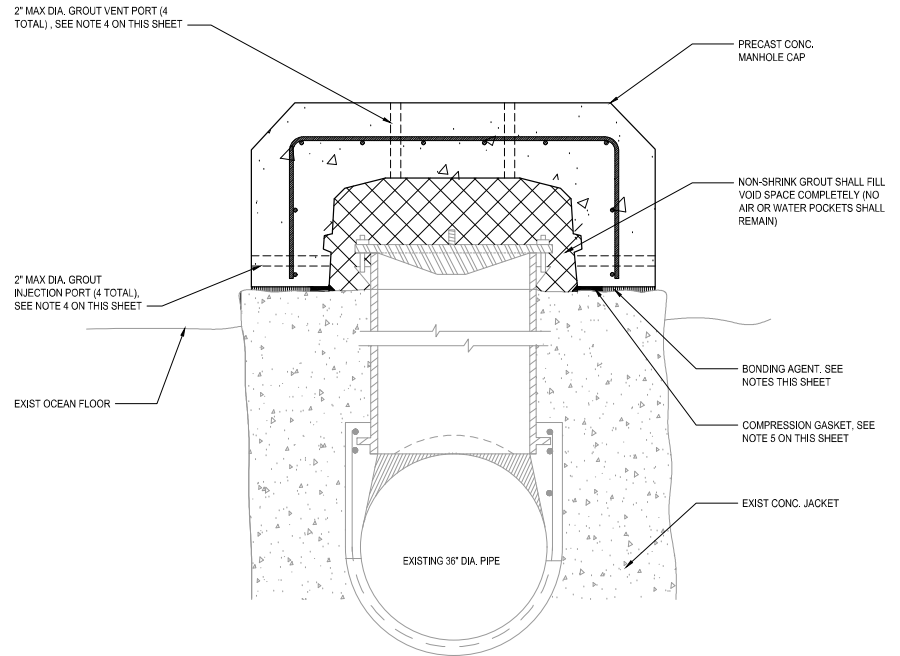 2" MAX DIA. GROUT VENT PORT (4
TOTAL) , SEE NOTE 4 ON THIS SHEET
PRECAST CONC.
MANHOLE CAP
NON-SHRINK GROUT SHALL FILL
VOID SPACE COMPLETELY (NO
AIR OR WATER POCKETS SHALL
REMAIN)
2" MAX DIA. GROUT
INJECTION PORT (4 TOTAL),
SEE NOTE 4 ON THIS SHEET
BONDING AGENT. SEE
NOTES THIS SHEET
EXIST OCEAN FLOOR
COMPRESSION GASKET, SEE
NOTE 5 ON THIS SHEET
EXIST CONC. JACKET
EXISTING 36" DIA. PIPE